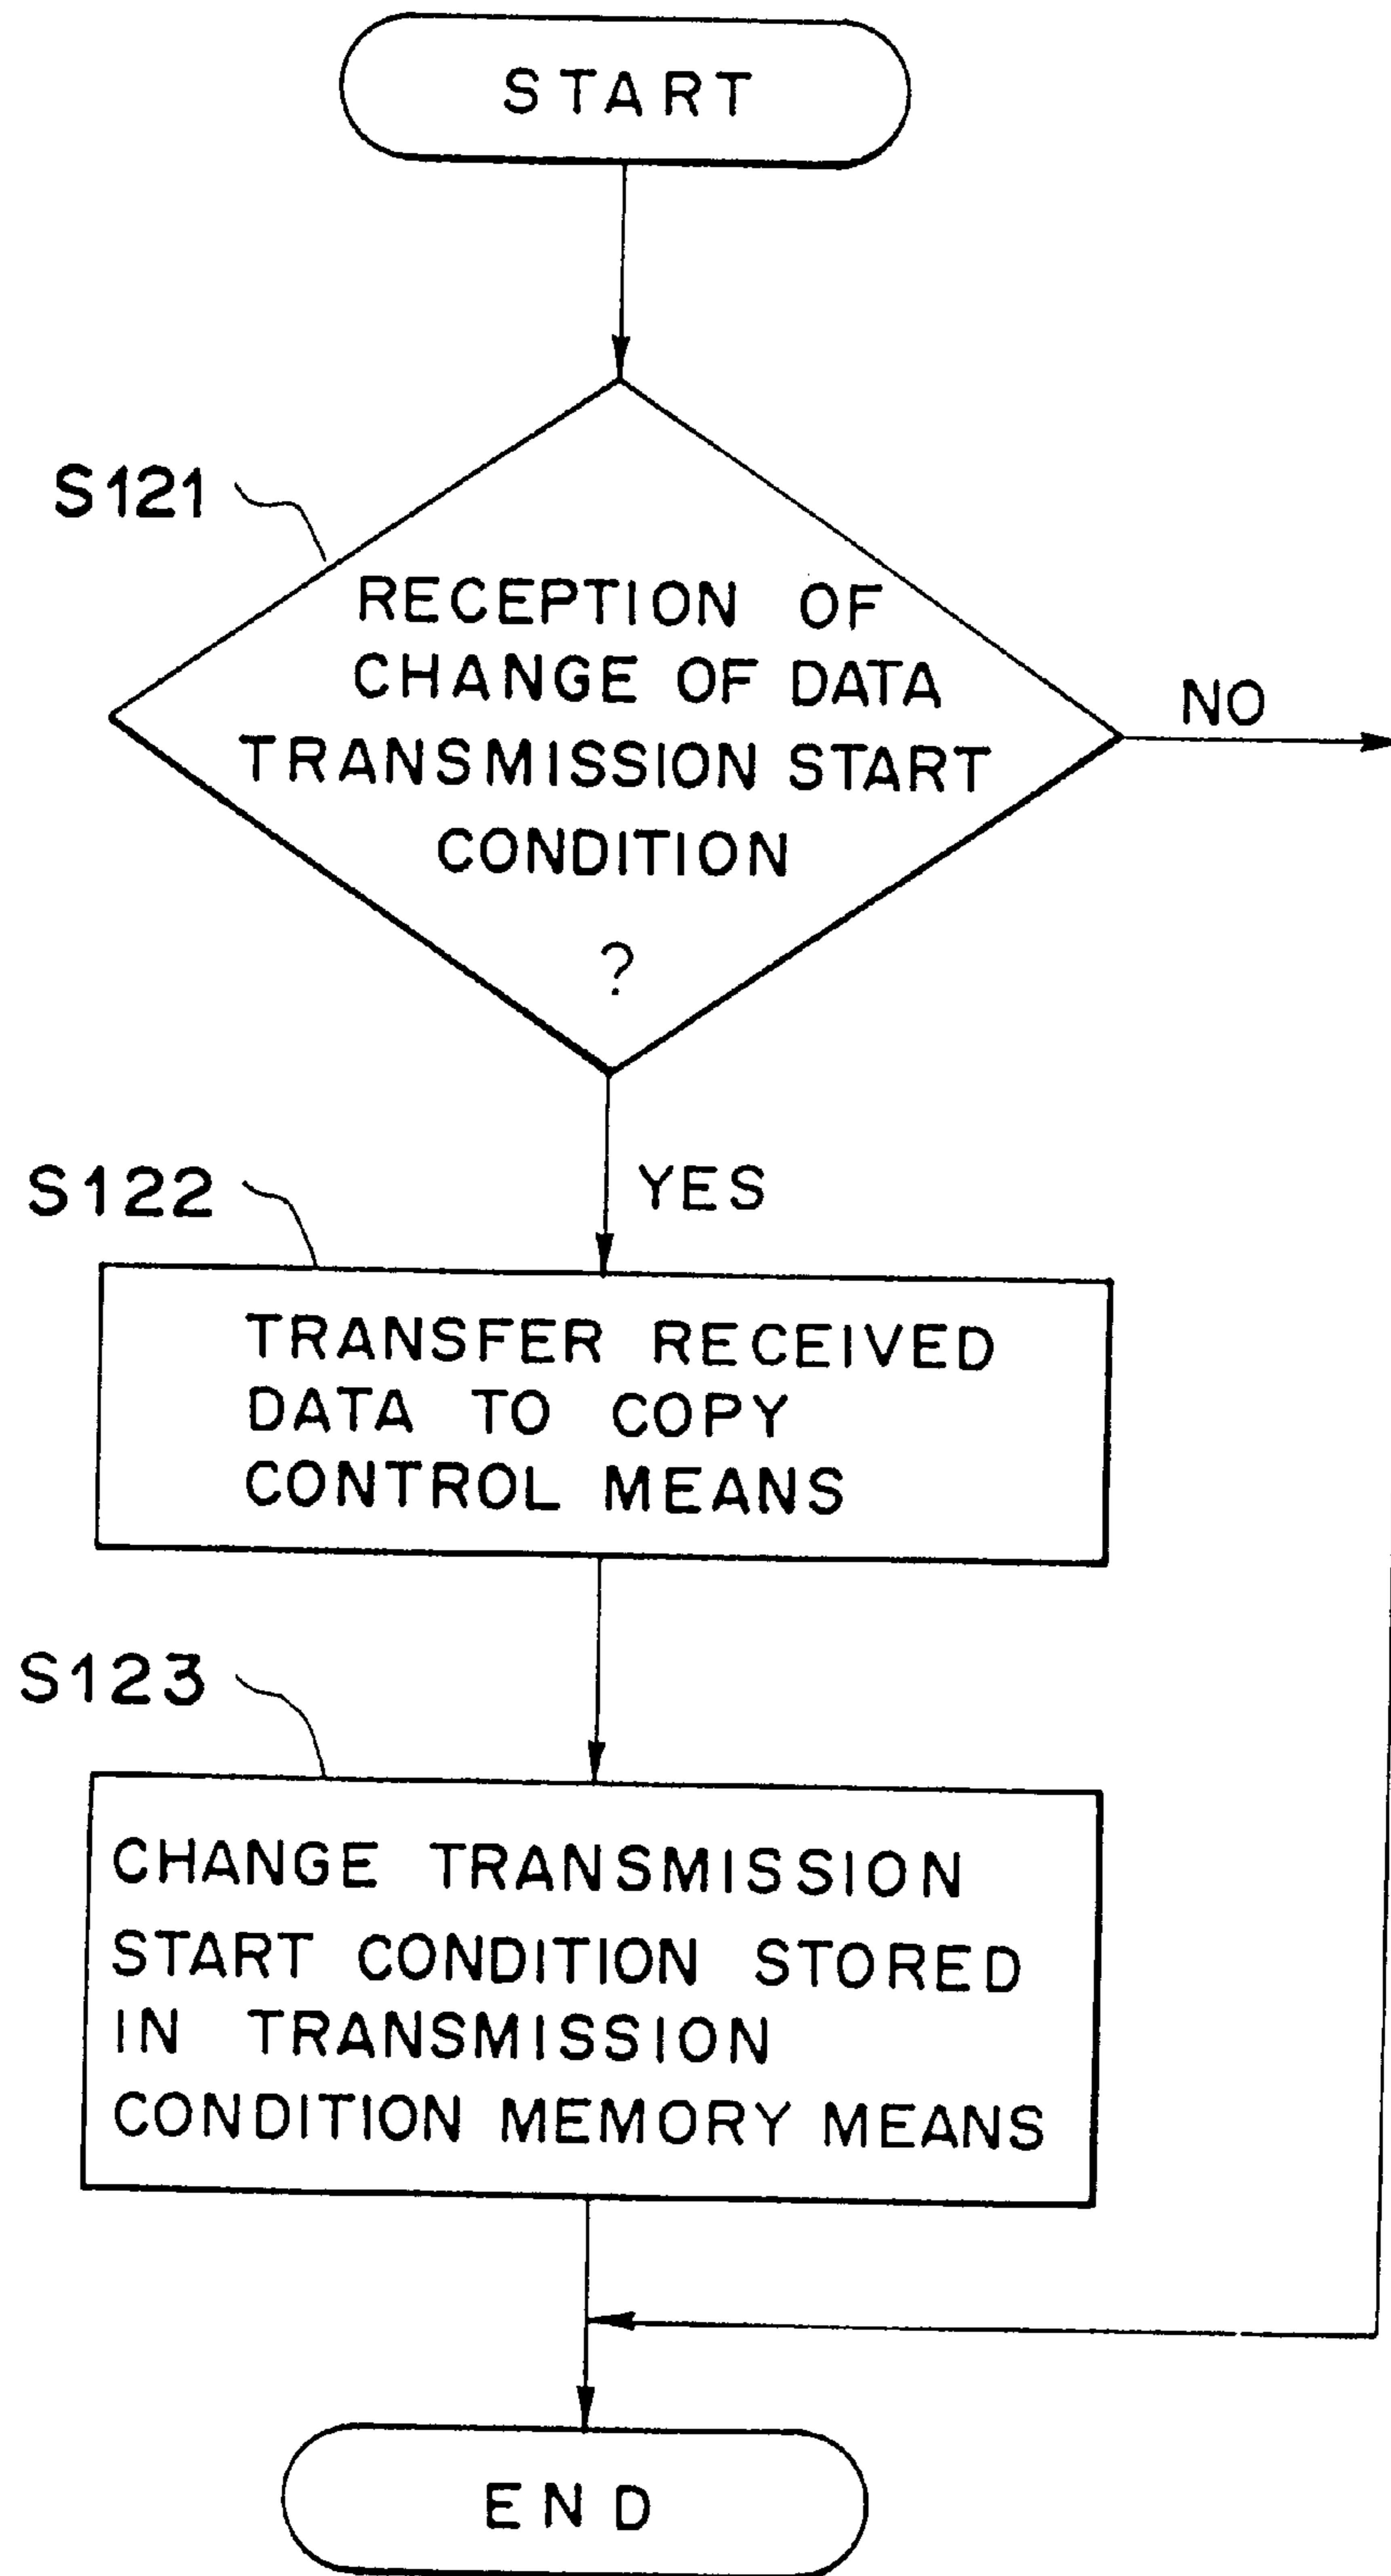 START
S121
RECEPTION OF
CHANGE OF DATA
TRANSMISSION START
CONDITION
?
NO
YES
S122
TRANSFER RECEIVED
DATA TO COPY
CONTROL MEANS
S123
CHANGE TRANSMISSION
START CONDITION STORED
IN TRANSMISSION
CONDITION MEMORY MEANS
END